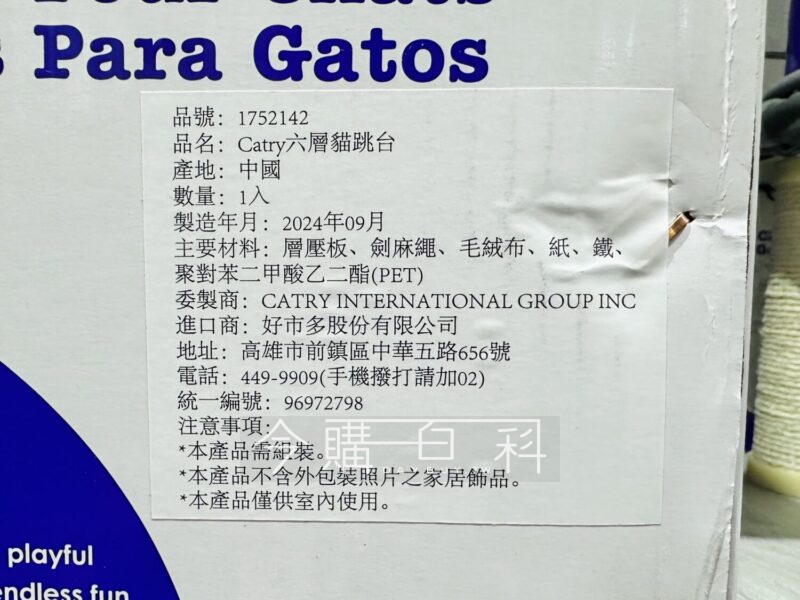 Para Gatos
品號：1752142
品名：Catry六層貓跳台
產地：中國
數量：1入
製造年月：2024年09月
主要材料：層壓板、劍麻繩、毛絨布、紙、鐵、
聚對苯二甲酸乙二酯(PET)
委製商：CATRY INTERNATIONAL GROUP INC
進口商：好市多股份有限公司
地址：高雄市前鎮區中華五路656號
電話：449-9909(手機撥打請加02)
統一編號：96972798
注意事項：
*本產品需組裝。
*本產品不含外包裝照片之家居飾品。
*本產品僅供室內使用。
playful
endless fun